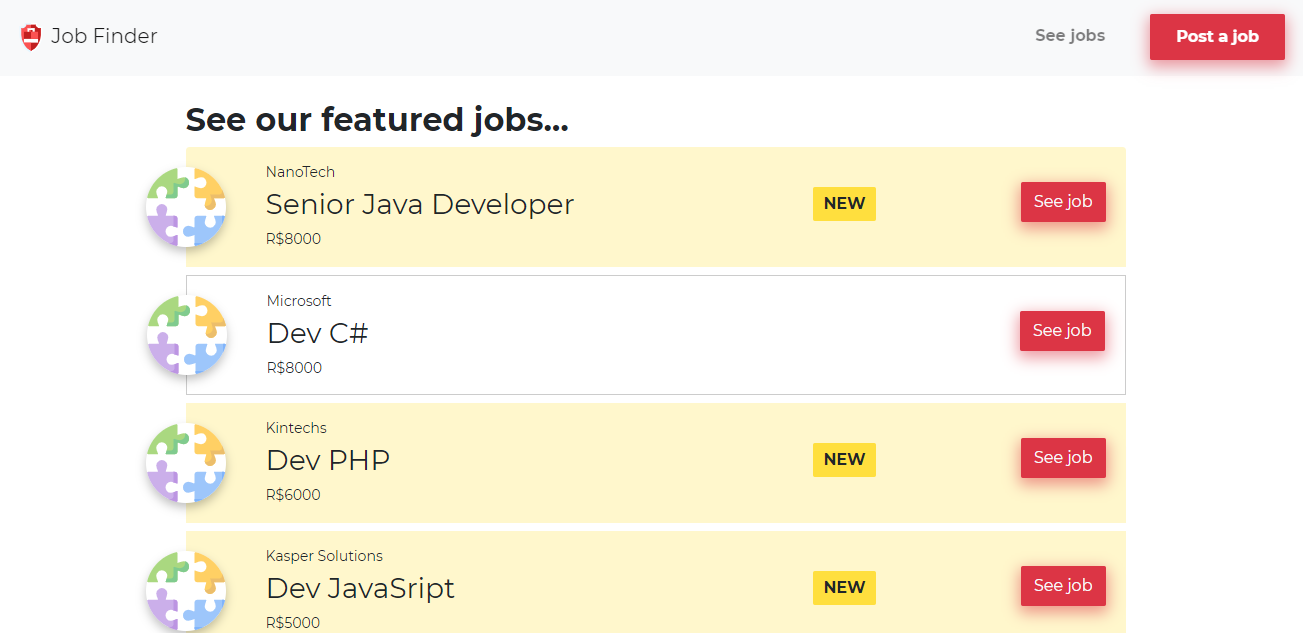 Job Finder
See jobs
Post a job
See our featured jobs...
NanoTech
Senior Java Developer
R$8000
NEW
See job
Microsoft
Dev C#
R$8000
See job
Kintechs
Dev PHP
R$6000
NEW
See job
Kasper Solutions
Dev JavaSript
R$5000
NEW
See job